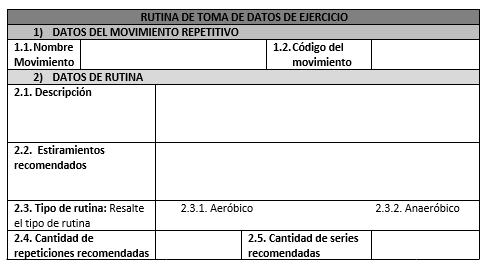 RUTINA DE TOMA DE DATOS DE EJERCICIO
1) DATOS DEL MOVIMIENTO REPETITIVO
1.1. Nombre Movimiento
1.2. Código del movimiento
2) DATOS DE RUTINA
2.1. Descripción
2.2. Estiramientos recomendados
2.3. Tipo de rutina: Resalte el tipo de rutina
2.3.1. Aeróbico
2.3.2. Anaeróbico
2.4. Cantidad de repeticiones recomendadas
2.5. Cantidad de series recomendadas